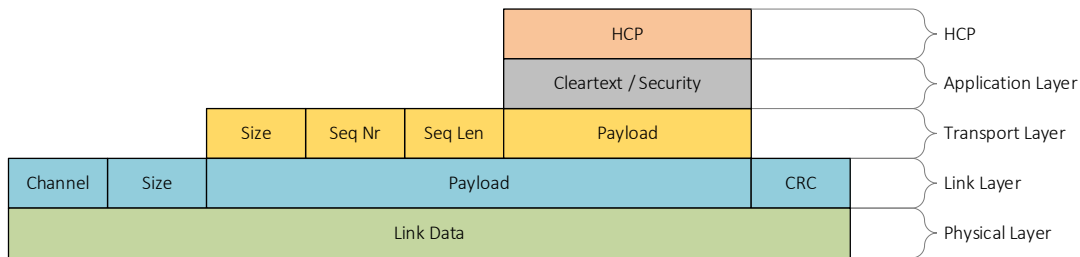 HCP HCP
Cleartext / Security Application Layer
Size Seq Nr Seq Len Payload Transport Layer
Channel Size Payload CRC Link Layer
Link Data Physical Layer